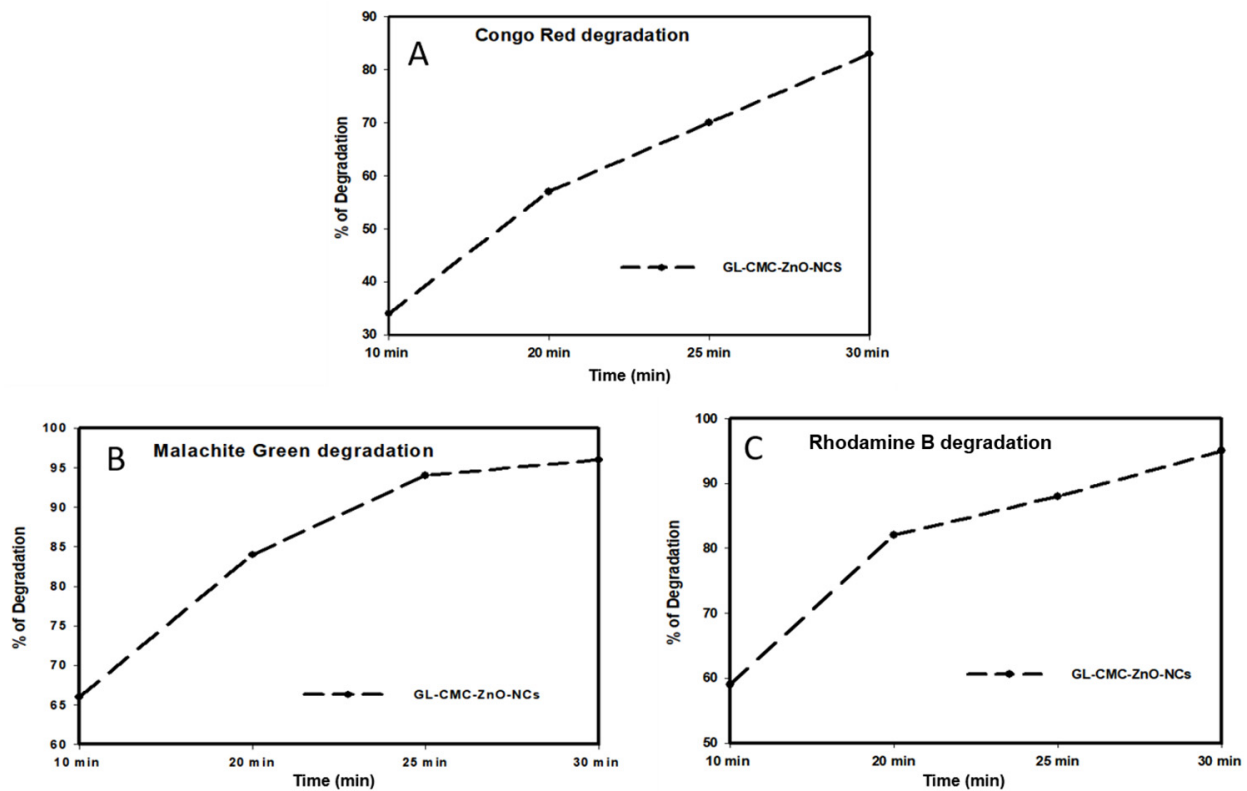 A
Congo Red degradation
% of Degradation
90
80
70
60
50
40
30
GL-CMC-ZnO-NCS
10 min
20 min
25 min
30 min
Time (min)
B
Malachite Green degradation
% of Degradation
100
95
90
85
80
75
70
65
60
GL-CMC-ZnO-NCs
10 min
20 min
25 min
30 min
Time (min)
C
Rhodamine B degradation
% of Degradation
100
90
80
70
60
50
GL-CMC-ZnO-NCs
10 min
20 min
25 min
30 min
Time (min)